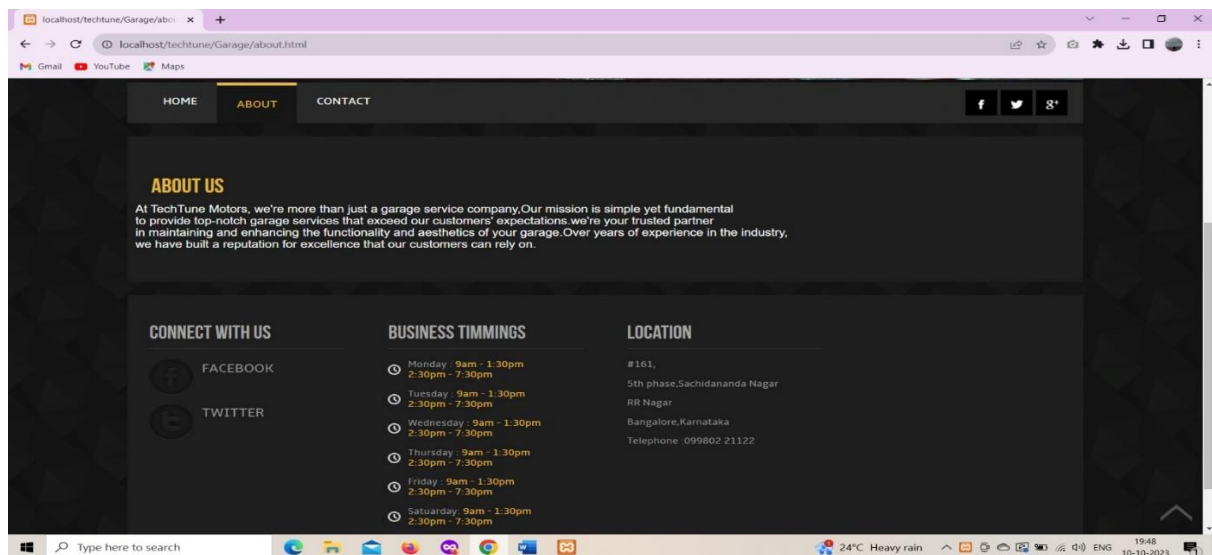 localhost/techtune/Garage/abou
localhost/techtune/Garage/about.html
Gmail YouTube Maps
HOME ABOUT CONTACT
f g+
ABOUT US
At TechTune Motors, we're more than just a garage service company,Our mission is simple yet fundamental
to provide top-notch garage services that exceed our customers' expectations.we're your trusted partner
in maintaining and enhancing the functionality and aesthetics of your garage.Over years of experience in the industry,
we have built a reputation for excellence that our customers can rely on.
CONNECT WITH US
FACEBOOK
TWITTER
BUSINESS TIMMINGS
Monday : 9am - 1:30pm
2:30pm - 7:30pm
Tuesday : 9am - 1:30pm
2:30pm - 7:30pm
Wednesday : 9am - 1:30pm
2:30pm - 7:30pm
Thursday : 9am - 1:30pm
2:30pm - 7:30pm
Friday : 9am - 1:30pm
2:30pm - 7:30pm
Satuarday: 9am - 1:30pm
2:30pm - 7:30pm
LOCATION
#161,
5th phase,Sachidananda Nagar
RR Nagar
Bangalore,Karnataka
Telephone :099802 21122
Type here to search
24°C Heavy rain
ENG
19:48
10-10-2023